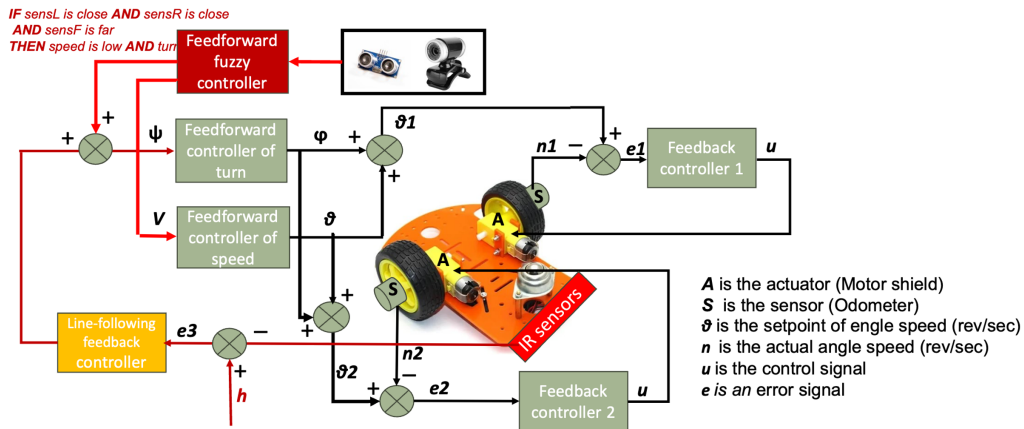 IF sensL is close AND sensR is close
AND sensF is far
THEN speed is low AND turn
Feedforward
fuzzy
controller
+
+
ψ
Feedforward
controller of
turn
φ
+
+
ϑ1
n1
−
+
e1
Feedback
controller 1
u
V
Feedforward
controller of
speed
ϑ
S
A
A
S
+
+
IR sensors
Line-following
feedback
controller
e3
−
+
h
n2
ϑ2
+
−
e2
Feedback
controller 2
u
A is the actuator (Motor shield)
S is the sensor (Odometer)
ϑ is the setpoint of engle speed (rev/sec)
n is the actual angle speed (rev/sec)
u is the control signal
e is an error signal